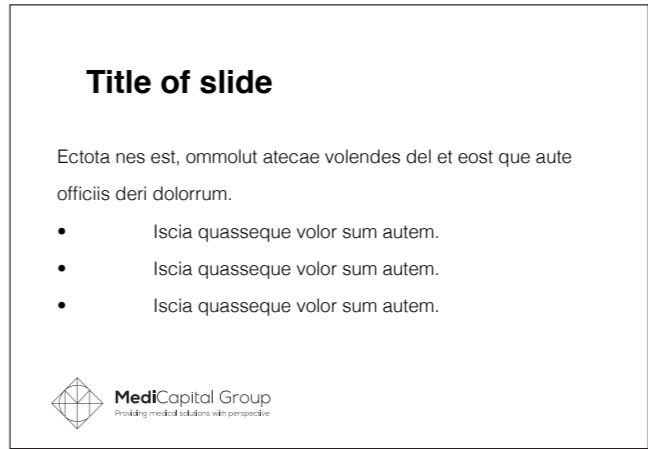 Title of slide
Ectota nes est, ommolut atecae volendes del et eost que aute
officiis deri dolorrum.
• Iscia quasseque volor sum autem.
• Iscia quasseque volor sum autem.
• Iscia quasseque volor sum autem.
MediCapital Group
Providing medical solutions with perspective